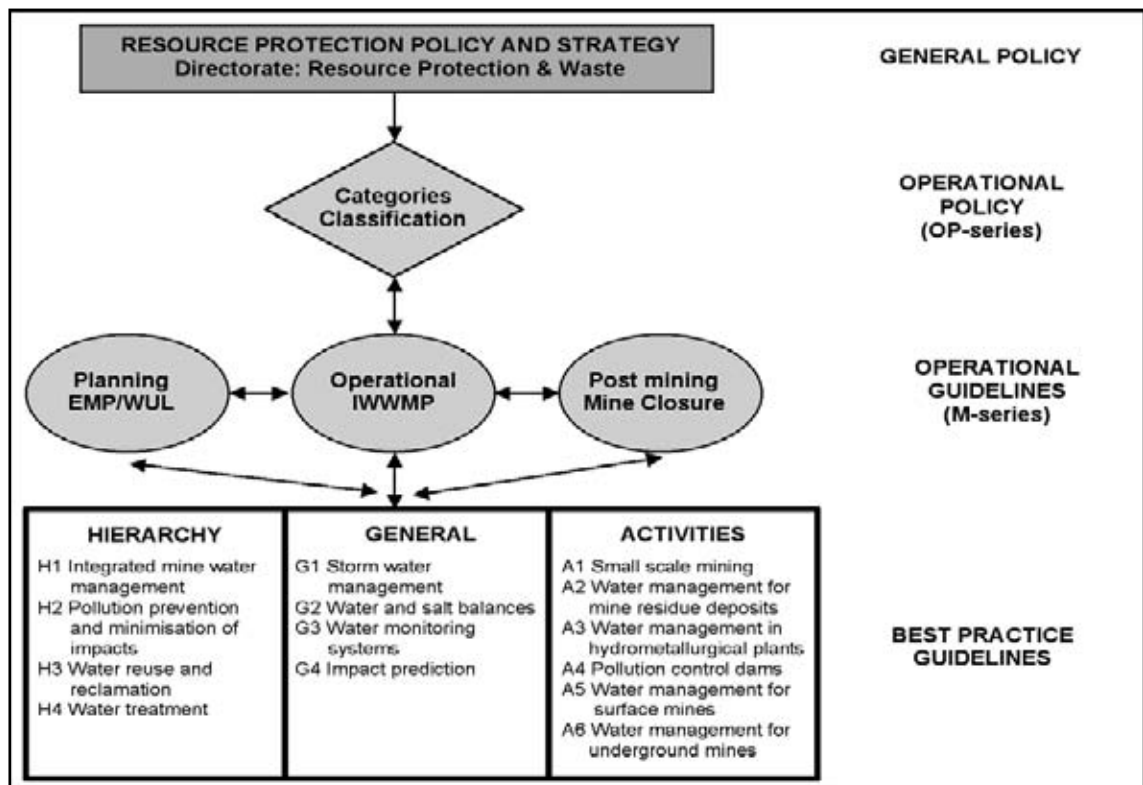 RESOURCE PROTECTION POLICY AND STRATEGY
Directorate: Resource Protection & Waste
GENERAL POLICY
Categories
Classification
OPERATIONAL
POLICY
(OP-series)
Planning
EMP/WUL
Operational
IWWMP
Post mining
Mine Closure
OPERATIONAL
GUIDELINES
(M-series)
HIERARCHY
H1 Integrated mine water
management
H2 Pollution prevention
and minimisation of
impacts
H3 Water reuse and
reclamation
H4 Water treatment
GENERAL
G1 Storm water
management
G2 Water and salt balances
G3 Water monitoring
systems
G4 Impact prediction
ACTIVITIES
A1 Small scale mining
A2 Water management for
mine residue deposits
A3 Water management in
hydrometallurgical plants
A4 Pollution control dams
A5 Water management for
surface mines
A6 Water management for
underground mines
BEST PRACTICE
GUIDELINES